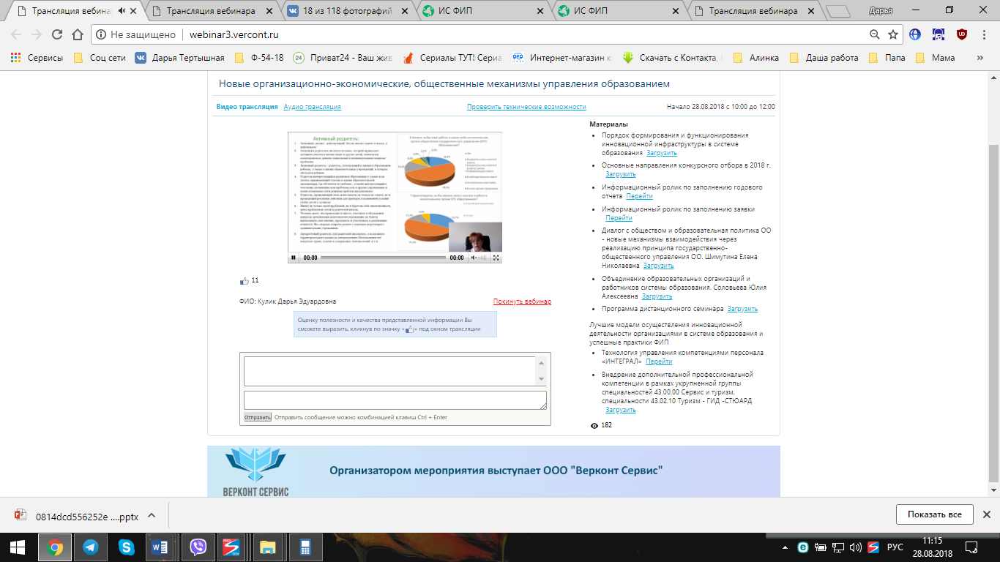 Трансляция вебина
Трансляция вебинара
18 из 118 фотографий
ИС ФИП
ИС ФИП
Трансляция вебинара
Дарья
Не защищено
webinar3.vercont.ru
Сервисы
Соц сети
Дарья Тертышная
Ф-54-18
Приват24 - Ваш жив
Сериалы ТУТ! Сериа
Интернет-магазин к
Скачать с Контакта,
Алинка
Даша работа
Папа
Мама
»
Новые организационно-экономические, общественные механизмы управления образованием
Видео трансляция Аудио трансляция
Проверить технические возможности
Начало 28.08.2018 с 10:00 до 12:00
Активный родитель:
00:00
00:00
11
ФИО: Кулик Дарья Эдуардовна
Покинуть вебинар
Оценку полезности и качества представленной информации Вы
сможете выразить, кликнув по значку « » под окном трансляции
Отправить Отправить сообщение можно комбинацией клавиш Ctrl + Enter
Материалы
Порядок формирования и функционирования
инновационной инфраструктуры в системе
образования Загрузить
Основные направления конкурсного отбора в 2018 г.
Загрузить
Информационный ролик по заполнению годового
отчета Перейти
Информационный ролик по заполнению заявки
Перейти
Диалог с обществом и образовательная политика ОО
- новые механизмы взаимодействия через
реализацию принципа государственно-
общественного управления ОО. Шимутина Елена
Николаевна Загрузить
Объединение образовательных организаций и
работников системы образования. Соловьева Юлия
Алексеевна Загрузить
Программа дистанционного семинара Загрузить
Лучшие модели осуществления инновационной
деятельности организациями в системе образования и
успешные практики ФИП
Технология управления компетенциями персонала
«ИНТЕГРАЛ» Перейти
Внедрение дополнительной профессиональной
компетенции в рамках укрупненной группы
специальностей 43.00.00 Сервис и туризм,
специальности 43.02.10 Туризм - ГИД -СТЮАРД
Загрузить
182
ВЕРКОНТ СЕРВИС
Организатором мероприятия выступает ООО "Верконт Сервис"
0814dcd556252e ....pptx
Показать все
РУС
11:15
28.08.2018